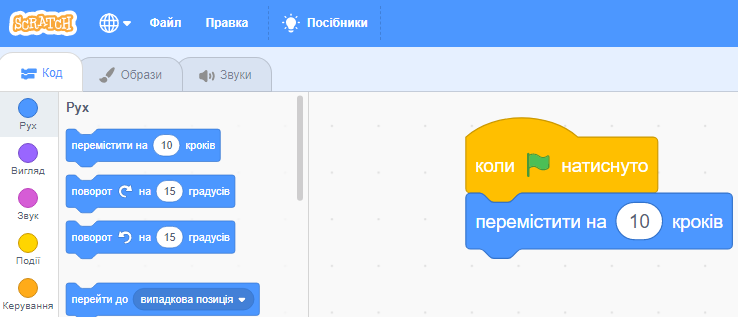 SCRATCH Файл Правка Посібники
Код Образи Звуки
Рух
Вигляд
Звук
Події
Керування
Рух
перемістити на 10 кроків
поворот на 15 градусів
поворот на 15 градусів
перейти до випадкова позиція
коли натиснуто
перемістити на 10 кроків